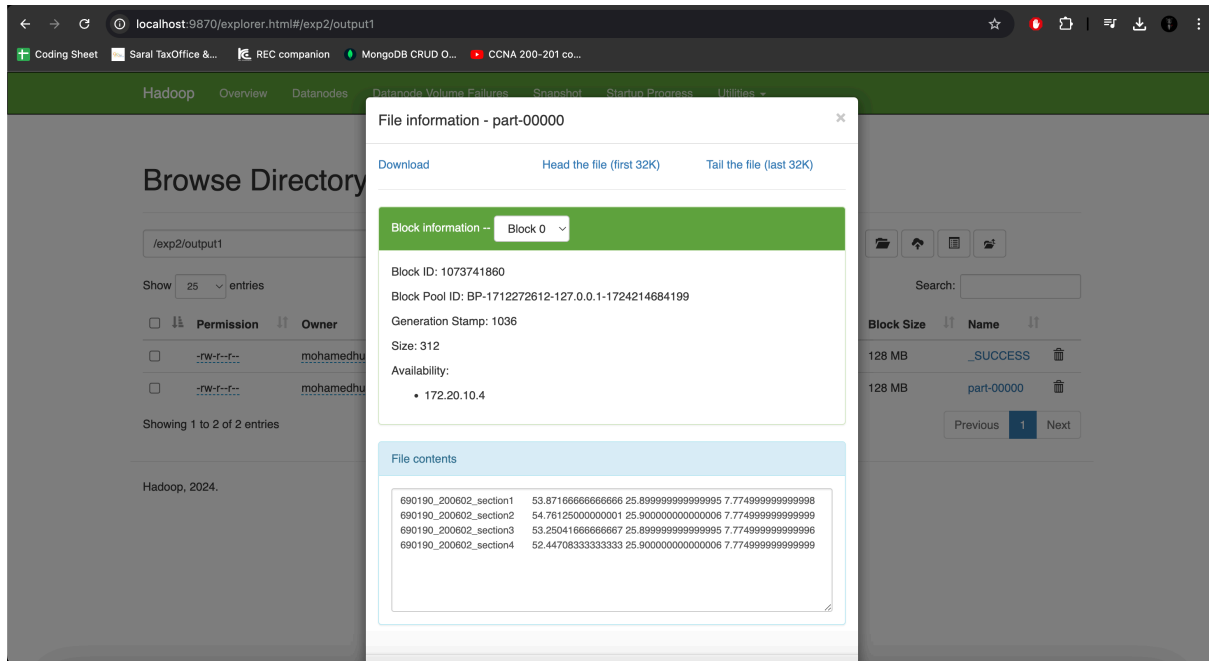 localhost:9870/explorer.html#/exp2/output1
Coding Sheet Saral TaxOffice &... REC companion MongoDB CRUD O... CCNA 200-201 co...
Hadoop Overview Datanodes Datanode Volume Failures Snapshot Startup Progress Utilities
File information - part-00000 ×
Download Head the file (first 32K) Tail the file (last 32K)
Browse Directory
Block information -- Block 0
/exp2/output1
Block ID: 1073741860
Show 25 entries Search:
Block Pool ID: BP-1712272612-127.0.0.1-1724214684199
Permission Owner Block Size Name
Generation Stamp: 1036
Size: 312
-rw-r--r-- mohamedhu 128 MB _SUCCESS
Availability:
-rw-r--r-- mohamedhu 128 MB part-00000
• 172.20.10.4
Showing 1 to 2 of 2 entries Previous 1 Next
File contents
Hadoop, 2024.
690190_200602_section1 53.87166666666666 25.899999999999995 7.774999999999998
690190_200602_section2 54.76125000000001 25.900000000000006 7.774999999999999
690190_200602_section3 53.25041666666667 25.899999999999995 7.774999999999996
690190_200602_section4 52.44708333333333 25.900000000000006 7.774999999999999